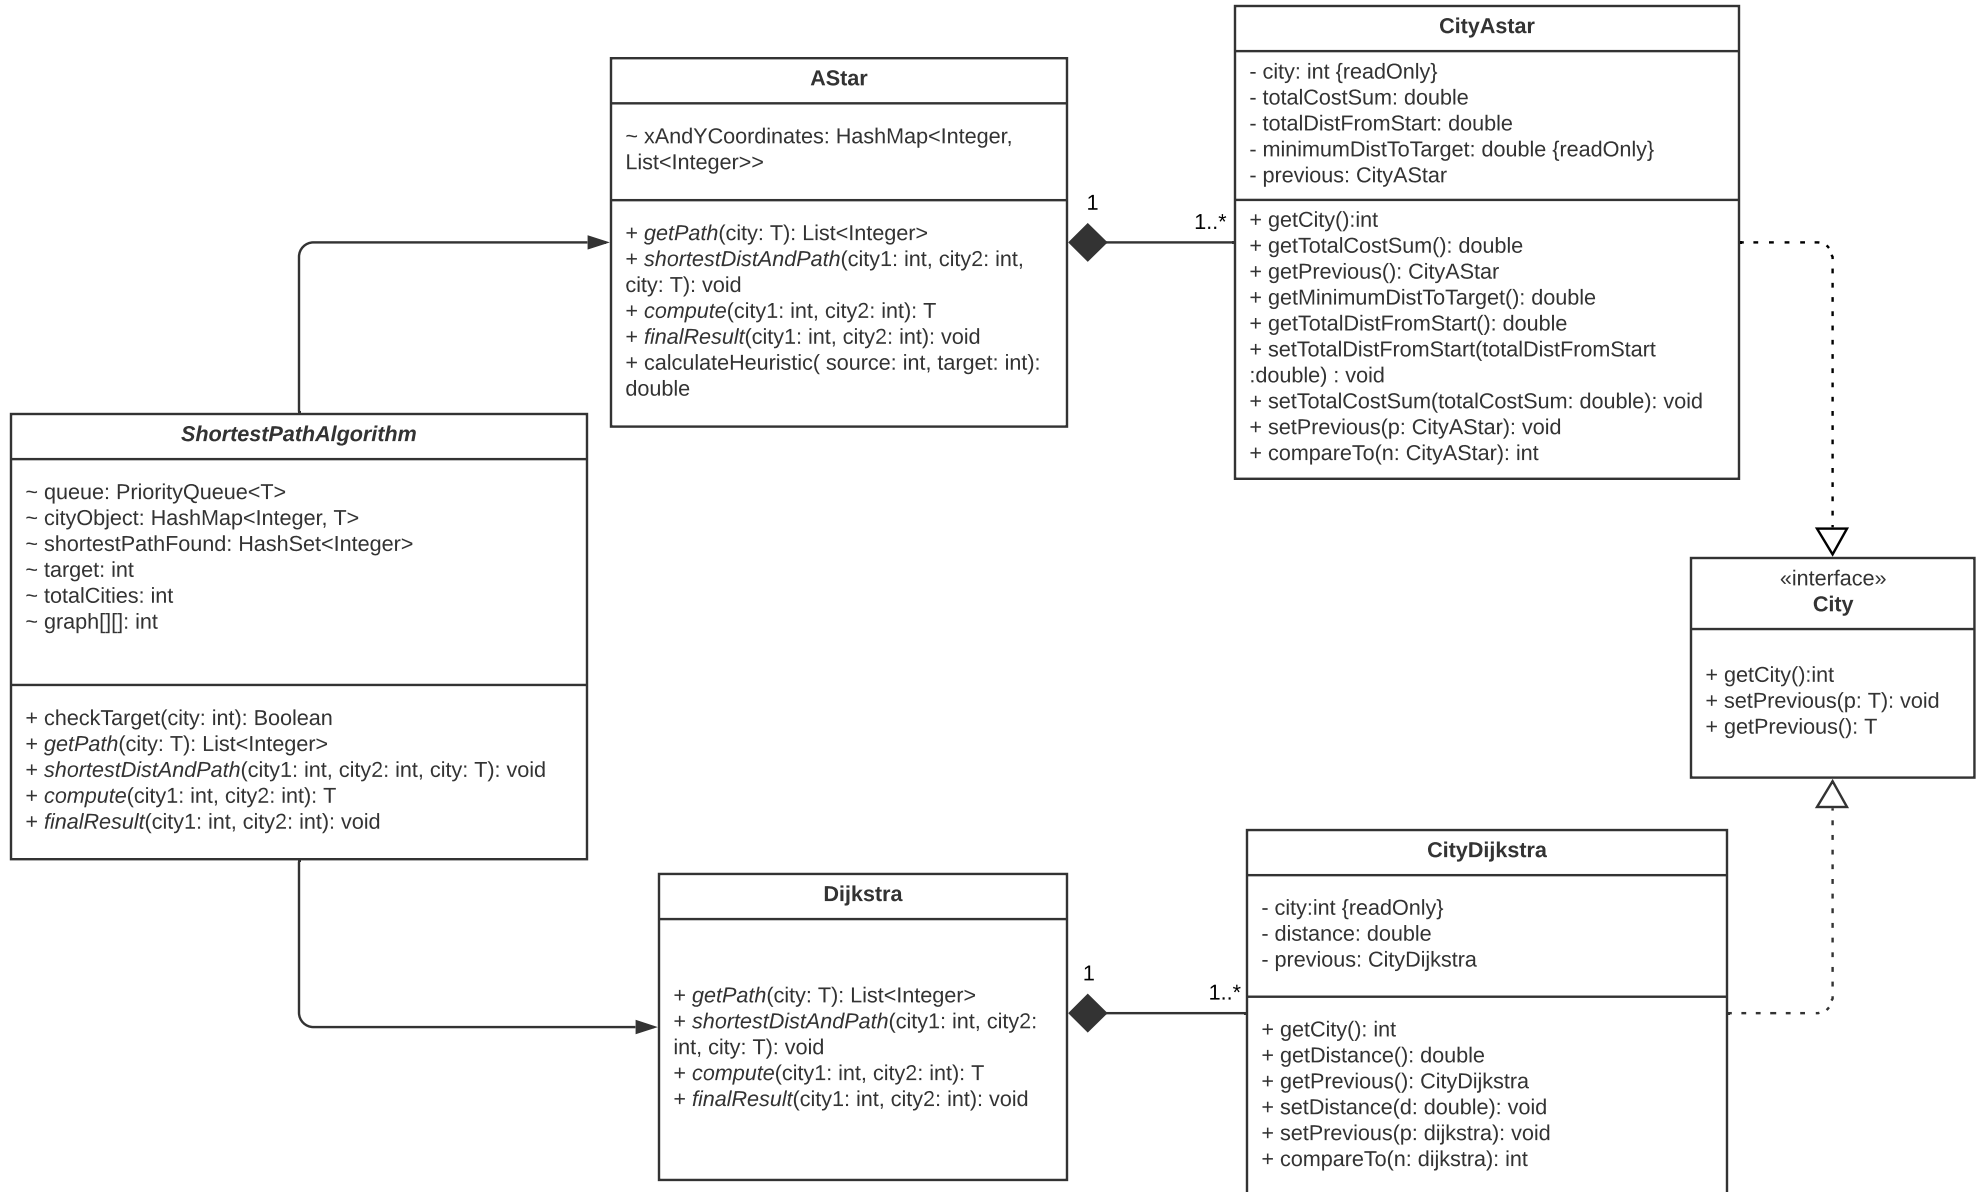 CityAstar
- city: int {readOnly}
- totalCostSum: double
- totalDistFromStart: double
- minimumDistToTarget: double {readOnly}
- previous: CityAStar
+ getCity():int
+ getTotalCostSum(): double
+ getPrevious(): CityAStar
+ getMinimumDistToTarget(): double
+ getTotalDistFromStart(): double
+ setTotalDistFromStart(totalDistFromStart
:double) : void
+ setTotalCostSum(totalCostSum: double): void
+ setPrevious(p: CityAStar): void
+ compareTo(n: CityAStar): int
AStar
~ xAndYCoordinates: HashMap<Integer,
List<Integer>>
+ getPath(city: T): List<Integer>
+ shortestDistAndPath(city1: int, city2: int,
city: T): void
+ compute(city1: int, city2: int): T
+ finalResult(city1: int, city2: int): void
+ calculateHeuristic( source: int, target: int):
double
1
1..*
ShortestPathAlgorithm
~ queue: PriorityQueue<T>
~ cityObject: HashMap<Integer, T>
~ shortestPathFound: HashSet<Integer>
~ target: int
~ totalCities: int
~ graph[][]: int
+ checkTarget(city: int): Boolean
+ getPath(city: T): List<Integer>
+ shortestDistAndPath(city1: int, city2: int, city: T): void
+ compute(city1: int, city2: int): T
+ finalResult(city1: int, city2: int): void
«interface»
City
+ getCity():int
+ setPrevious(p: T): void
+ getPrevious(): T
Dijkstra
+ getPath(city: T): List<Integer>
+ shortestDistAndPath(city1: int, city2:
int, city: T): void
+ compute(city1: int, city2: int): T
+ finalResult(city1: int, city2: int): void
1
1..*
CityDijkstra
- city:int {readOnly}
- distance: double
- previous: CityDijkstra
+ getCity(): int
+ getDistance(): double
+ getPrevious(): CityDijkstra
+ setDistance(d: double): void
+ setPrevious(p: dijkstra): void
+ compareTo(n: dijkstra): int